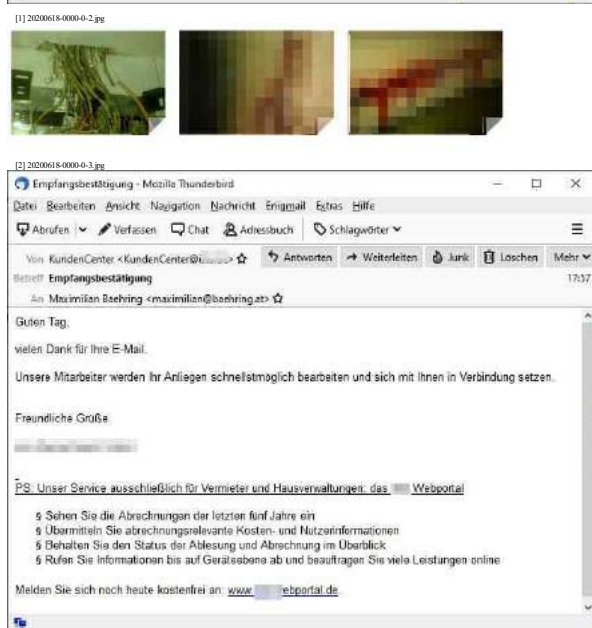 [1] 20200618-0000-0-2.jpg
[2] 20200618-0000-0-3.jpg
Empfangsbestätigung - Mozilla Thunderbird
Datei Bearbeiten Ansicht Navigation Nachricht Enigmail Extras Hilfe
Abrufen Verfassen Chat Adressbuch Schlagwörter
Von KundenCenter <KundenCenter@ Antworten Weiterleiten Junk Löschen Mehr
Betreff Empfangsbestätigung 17:57
An Maximilian Baehring <maximilian@baehring.at>
Guten Tag,
vielen Dank für Ihre E-Mail.
Unsere Mitarbeiter werden Ihr Anliegen schnellstmöglich bearbeiten und sich mit Ihnen in Verbindung setzen.
Freundliche Grüße
PS: Unser Service ausschließlich für Vermieter und Hausverwaltungen: das Webportal
§ Sehen Sie die Abrechnungen der letzten fünf Jahre ein
§ Übermitteln Sie abrechnungsrelevante Kosten- und Nutzerinformationen
§ Behalten Sie den Status der Ablesung und Abrechnung im Überblick
§ Rufen Sie Informationen bis auf Geräteebene ab und beauftragen Sie viele Leistungen online
Melden Sie sich noch heute kostenfrei an: www. ebportal.de